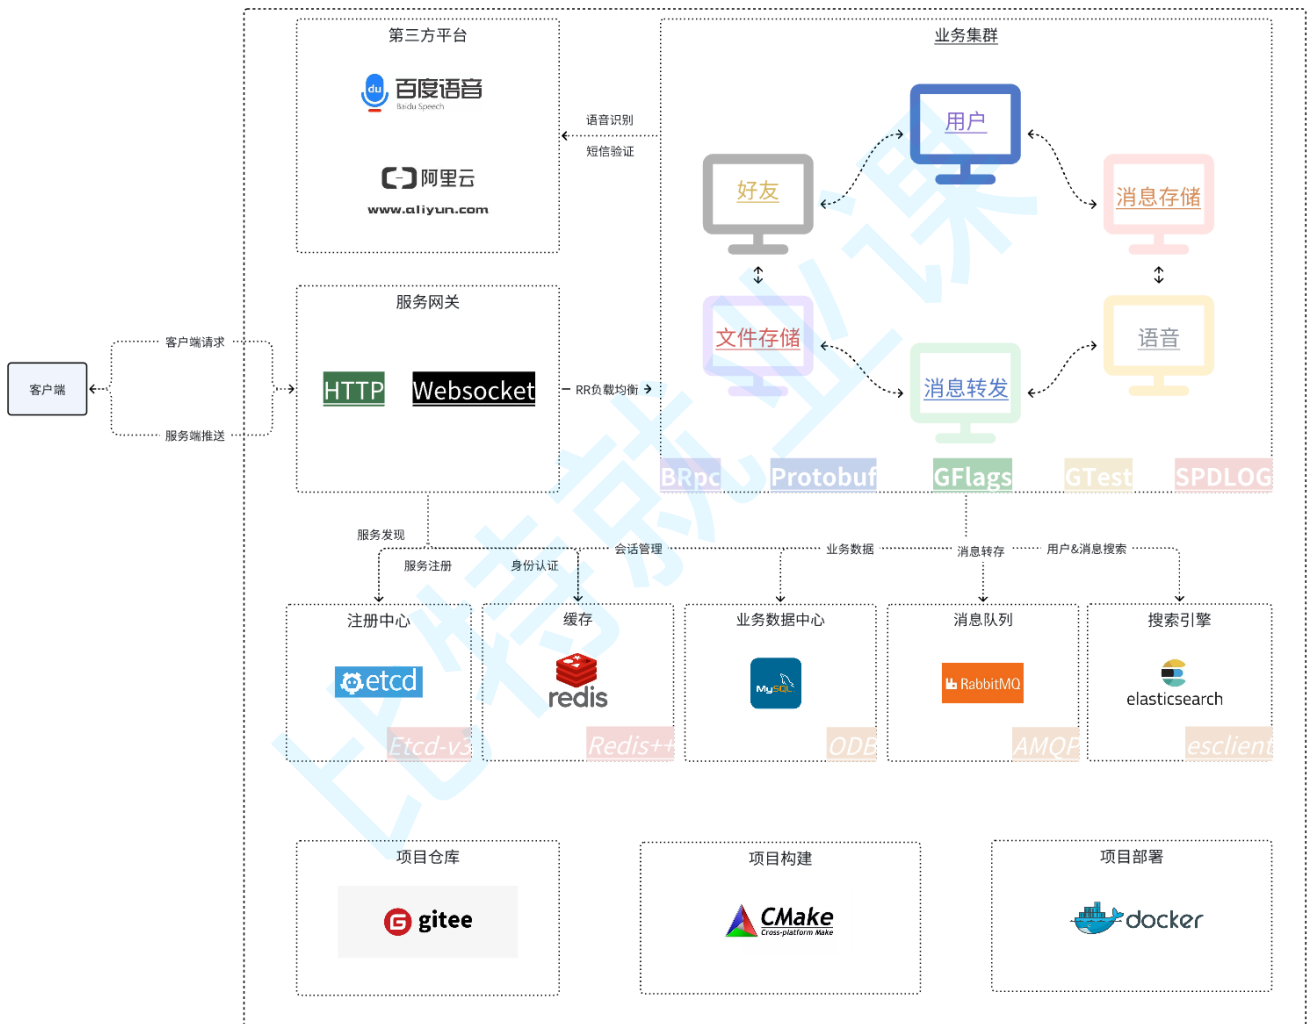 第三方平台
du 百度语音
Baidu Speech
阿里云
www.aliyun.com
语音识别
短信验证
业务集群
用户
好友
消息存储
文件存储
语音
消息转发
BRpc Protobuf GFlags GTest SPDLOG
服务网关
HTTP Websocket
RR负载均衡
客户端
客户端请求
服务端推送
服务发现
服务注册
身份认证
会话管理
业务数据
消息转存
用户&消息搜索
注册中心
etcd
Etcd-v3
缓存
redis
Redis++
业务数据中心
MySQL
ODB
消息队列
RabbitMQ
AMQP
搜索引擎
elasticsearch
esclient
项目仓库
G gitee
项目构建
CMake
Cross-platform Make
项目部署
docker
比特就业课